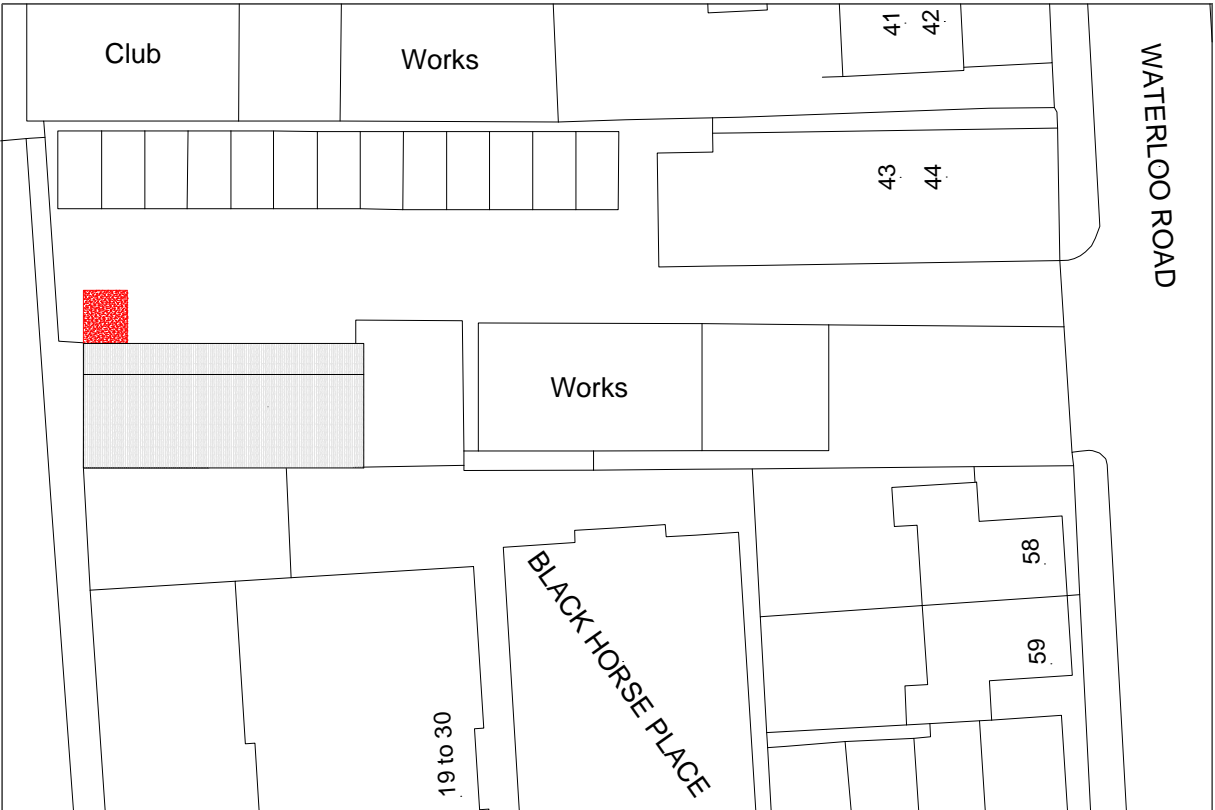 Club
Works
41
42
WATERLOO ROAD
43
44
Works
BLACK HORSE PLACE
58
59
19 to 30